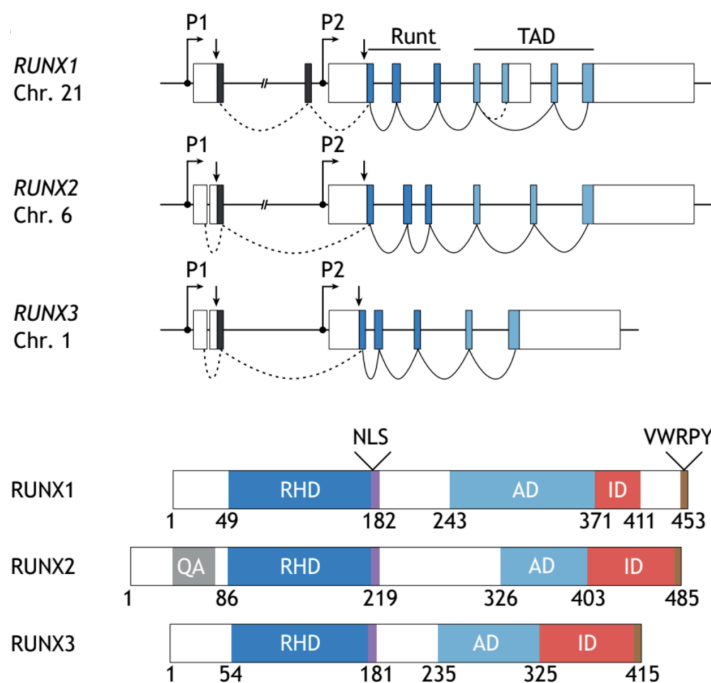 P1 P2 Runt TAD
RUNX1
Chr. 21
//
P1 P2
RUNX2
Chr. 6
//
P1 P2
RUNX3
Chr. 1
NLS VWRPY
RUNX1 RHD AD ID
1 49 182 243 371 411 453
RUNX2 QA RHD AD ID
1 86 219 326 403 485
RUNX3 RHD AD ID
1 54 181 235 325 415